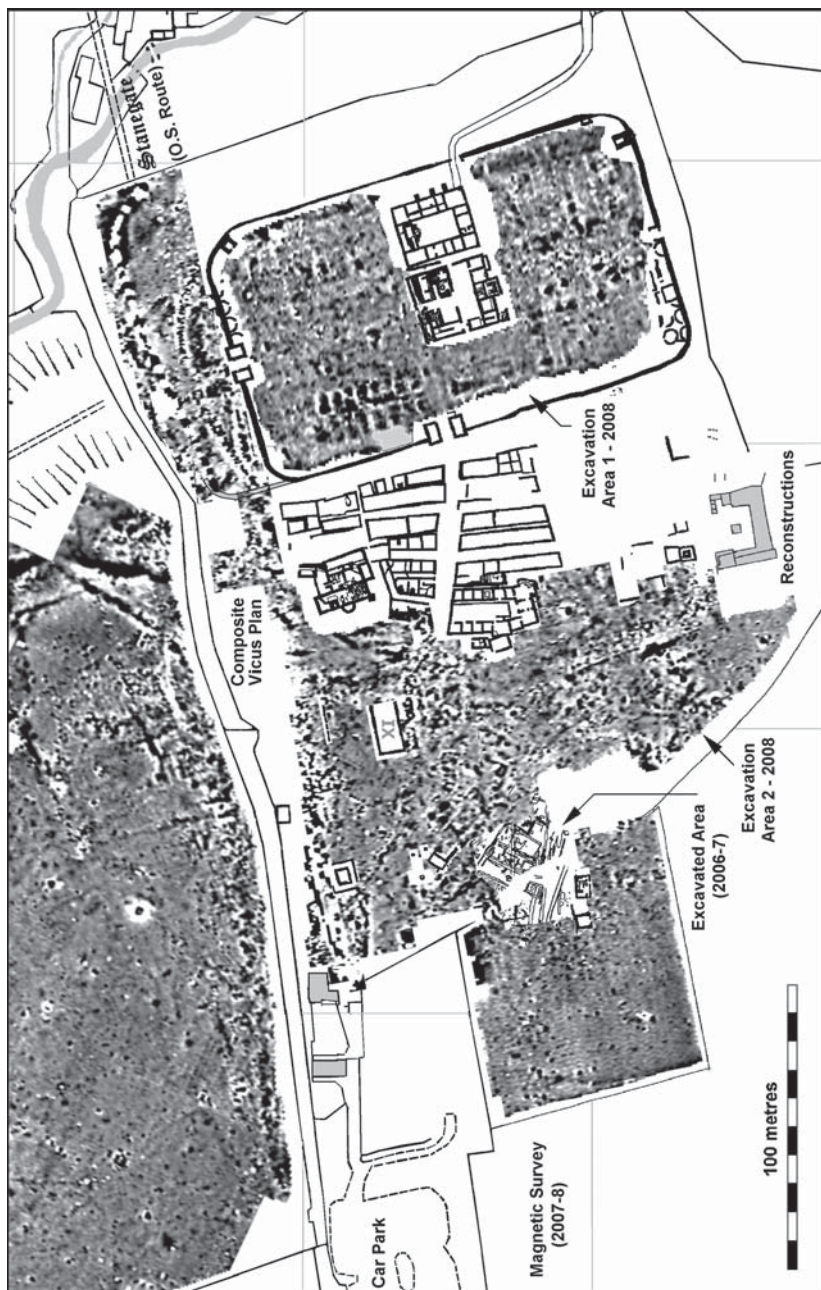 Stanegate
(O.S. Route)
Composite
Vicus Plan
XI
Excavation
Area 1 - 2008
Reconstructions
Excavation
Area 2 - 2008
Excavated Area
(2006-7)
Magnetic Survey
(2007-8)
Car Park
100 metres